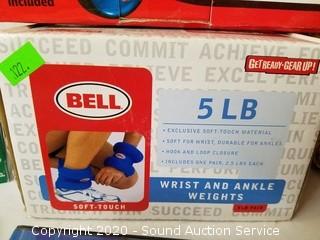 Included
SUCCEED COMMIT ACHIEVE
122.
GET READY-GEAR UP!
BELL
5 LB
• EXCLUSIVE SOFT-TOUCH MATERIAL
• SOFT FOR WRIST, DURABLE FOR ANKLES
• HOOK AND LOOP CLOSURE
• INCLUDES ONE PAIR, 2.5 LBS EACH
WRIST AND ANKLE
WEIGHTS
SOFT-TOUCH
SUCCEED COMMIT
Copyright 2020 - Sound Auction Service